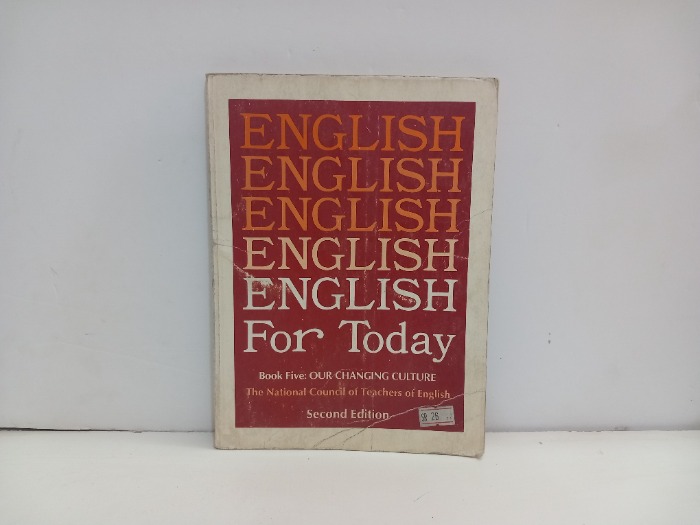 ENGLISH
ENGLISH
ENGLISH
ENGLISH
ENGLISH
For Today
Book Five: OUR CHANGING CULTURE
The National Council of Teachers of English
Second Edition